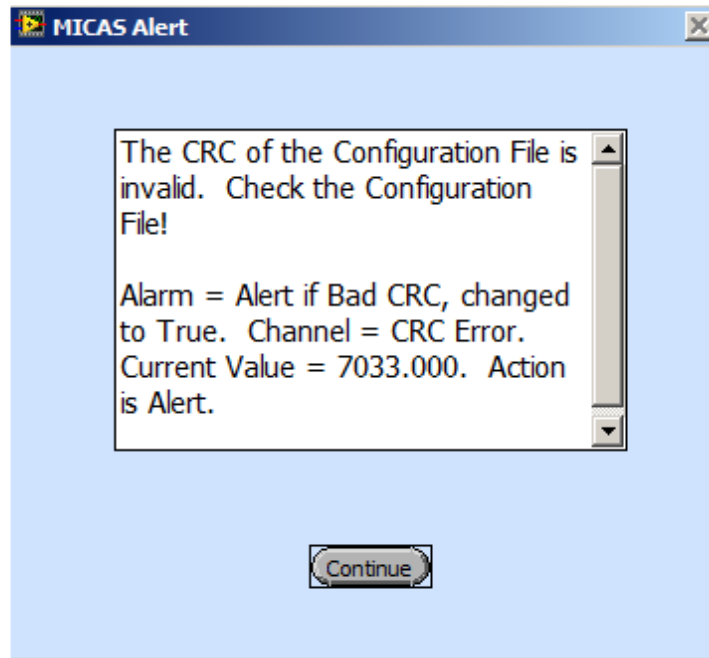 MICAS Alert
The CRC of the Configuration File is
invalid.  Check the Configuration
File!
Alarm = Alert if Bad CRC, changed
to True.  Channel = CRC Error.
Current Value = 7033.000.  Action
is Alert.
Continue